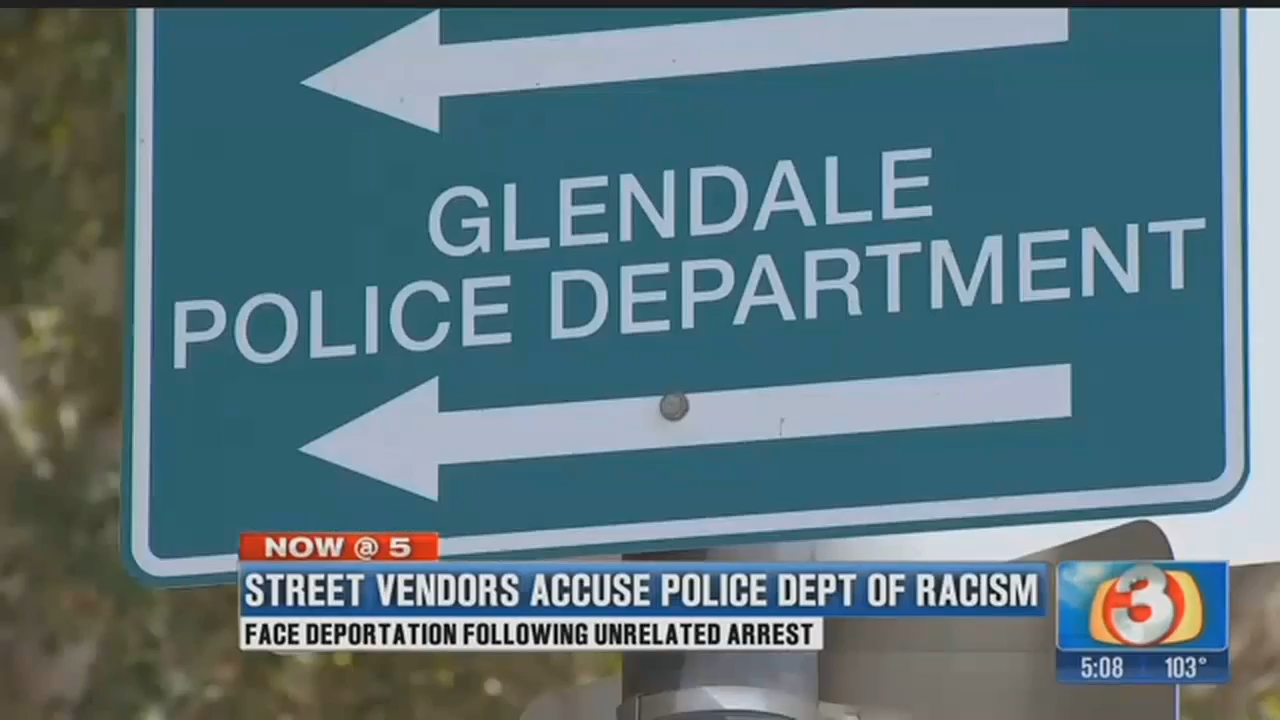 GLENDALE
POLICE DEPARTMENT
NOW @ 5
STREET VENDORS ACCUSE POLICE DEPT OF RACISM
FACE DEPORTATION FOLLOWING UNRELATED ARREST
3
5:08 103°